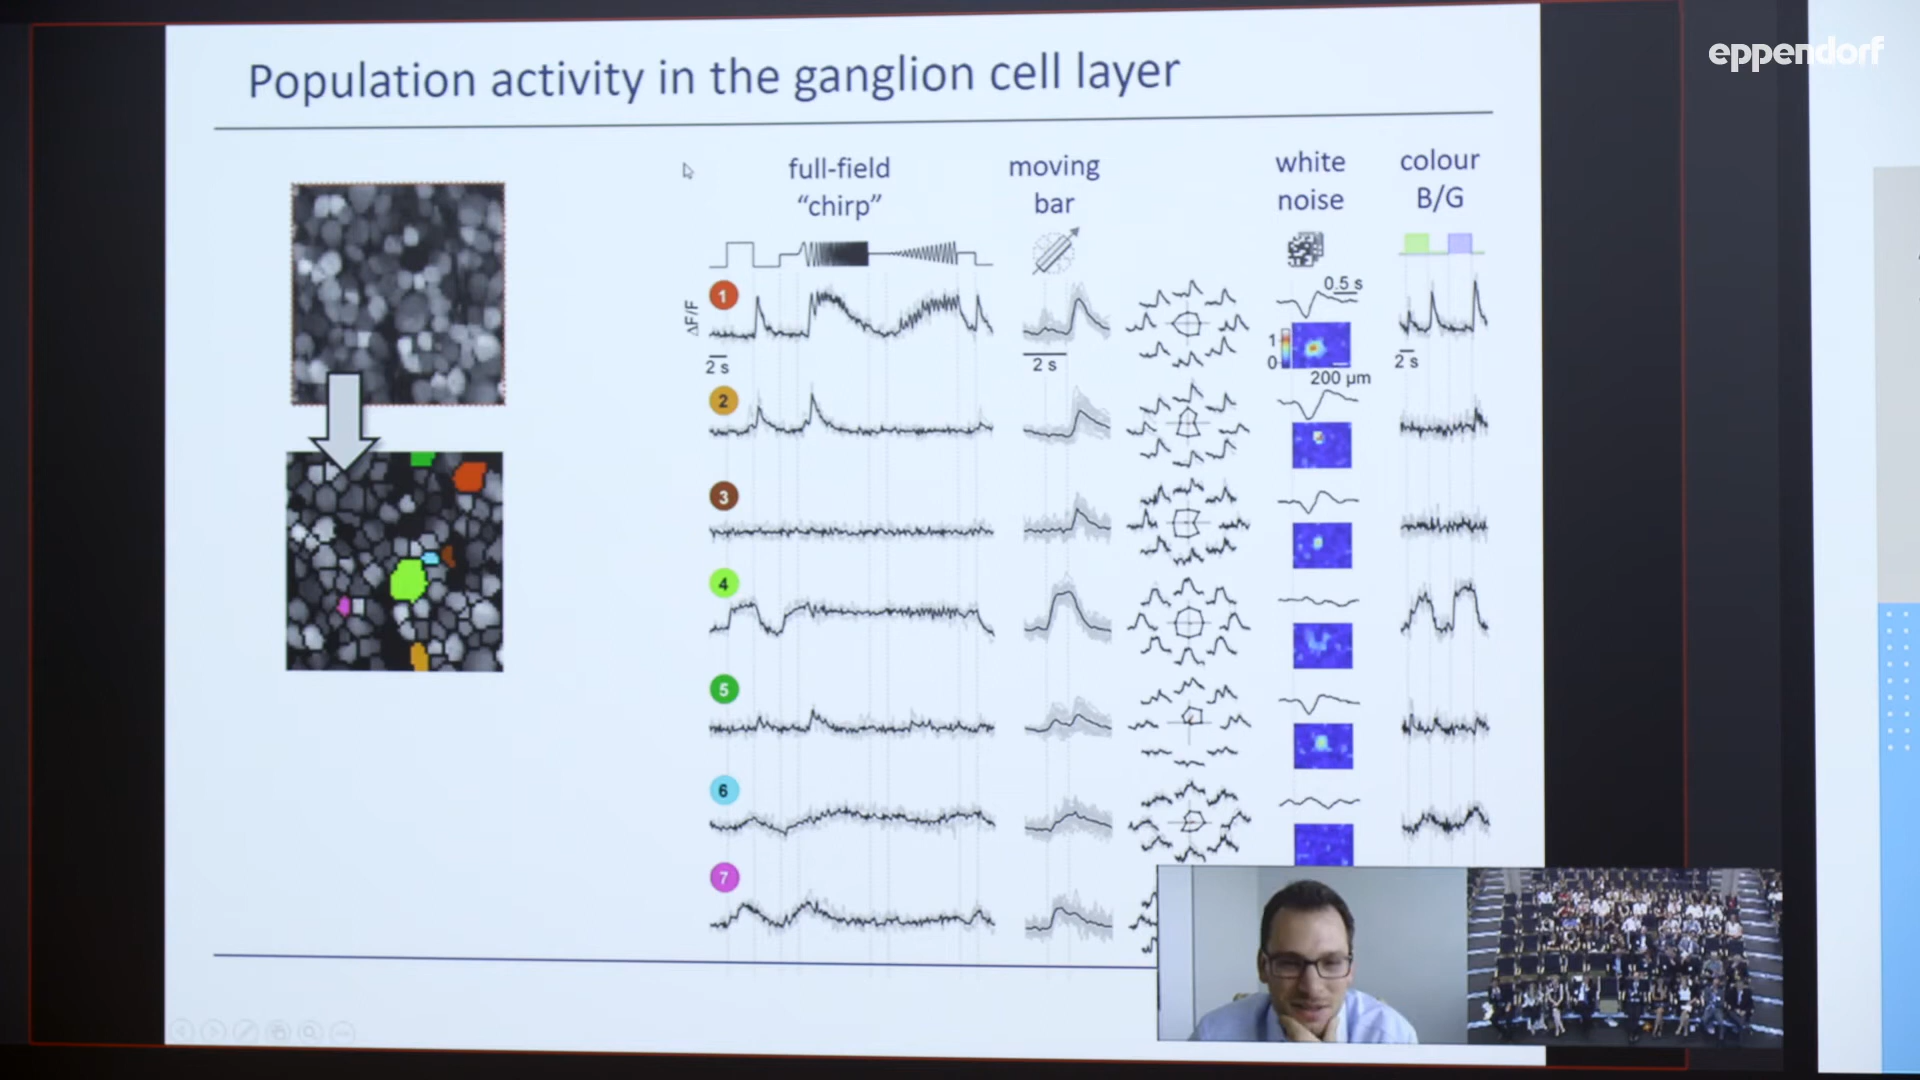 eppendorf
Population activity in the ganglion cell layer
full-field
“chirp”
moving
bar
white
noise
colour
B/G
1
ΔF/F
2 s
2 s
0.5 s
1
0
200 µm
2 s
2
3
4
5
6
7